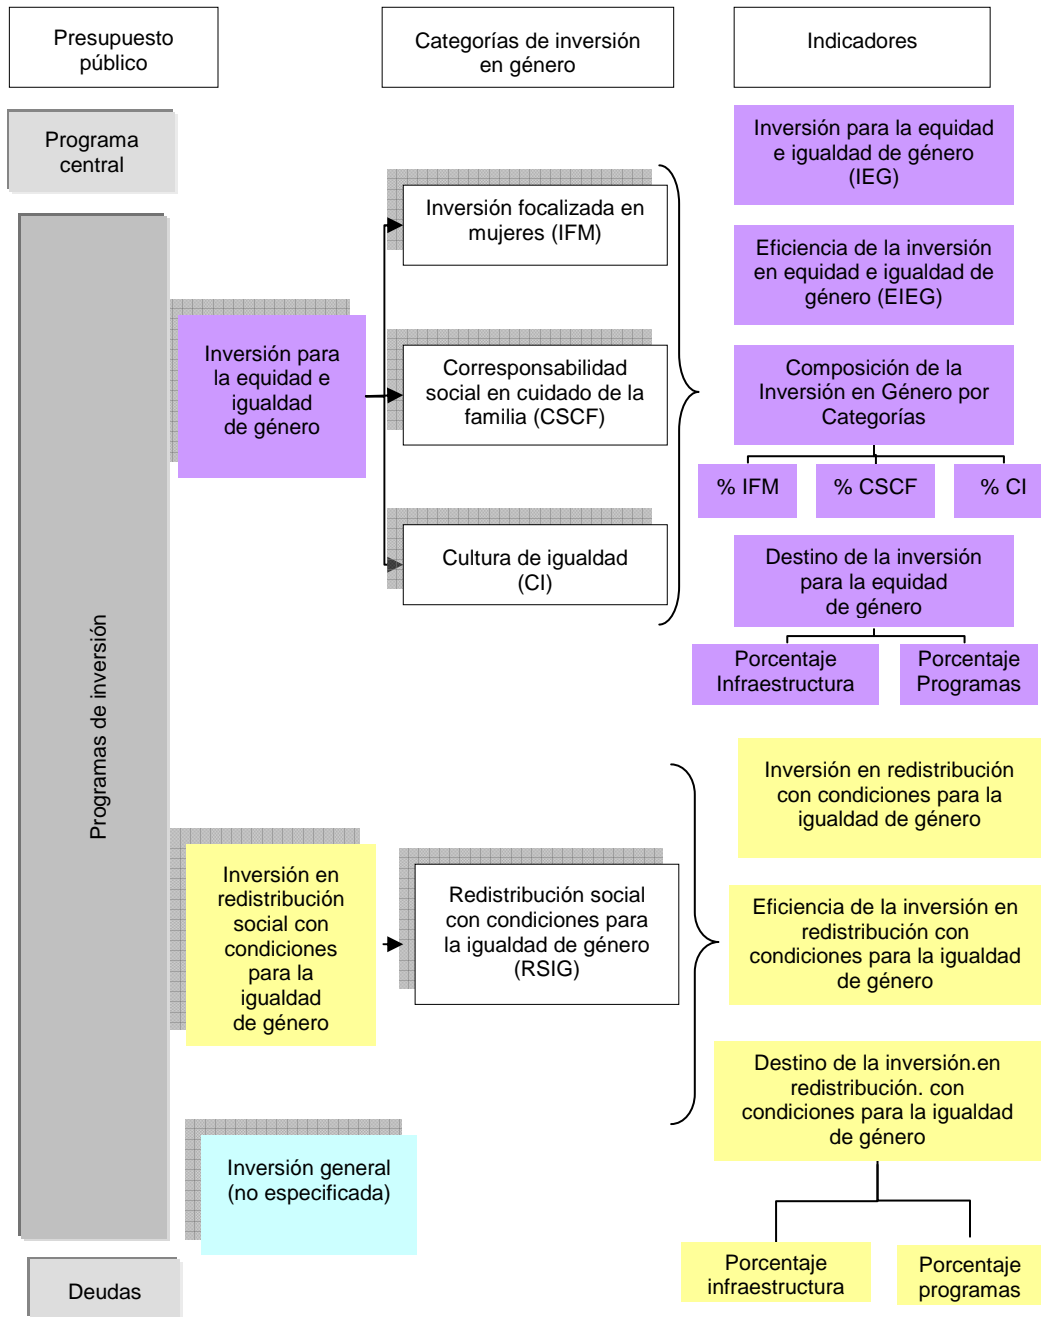 Presupuesto
público
Categorías de inversión
en género
Indicadores
Programa
central
Programas de inversión
Deudas
Inversión para
la equidad e
igualdad
de género
Inversión focalizada en
mujeres (IFM)
Corresponsabilidad
social en cuidado de la
familia (CSCF)
Cultura de igualdad
(CI)
Inversión para la equidad
e igualdad de género
(IEG)
Eficiencia de la inversión
en equidad e igualdad de
género (EIEG)
Composición de la
Inversión en Género por
Categorías
% IFM
% CSCF
% CI
Destino de la inversión
para la equidad
de género
Porcentaje
Infraestructura
Porcentaje
Programas
Inversión en
redistribución
social con
condiciones
para la
igualdad
de género
Redistribución social
con condiciones para
la igualdad de género
(RSIG)
Inversión en redistribución
con condiciones para la
igualdad de género
Eficiencia de la inversión en
redistribución con
condiciones para la igualdad
de género
Destino de la inversión.en
redistribución. con
condiciones para la igualdad
de género
Porcentaje
infraestructura
Porcentaje
programas
Inversión general
(no especificada)